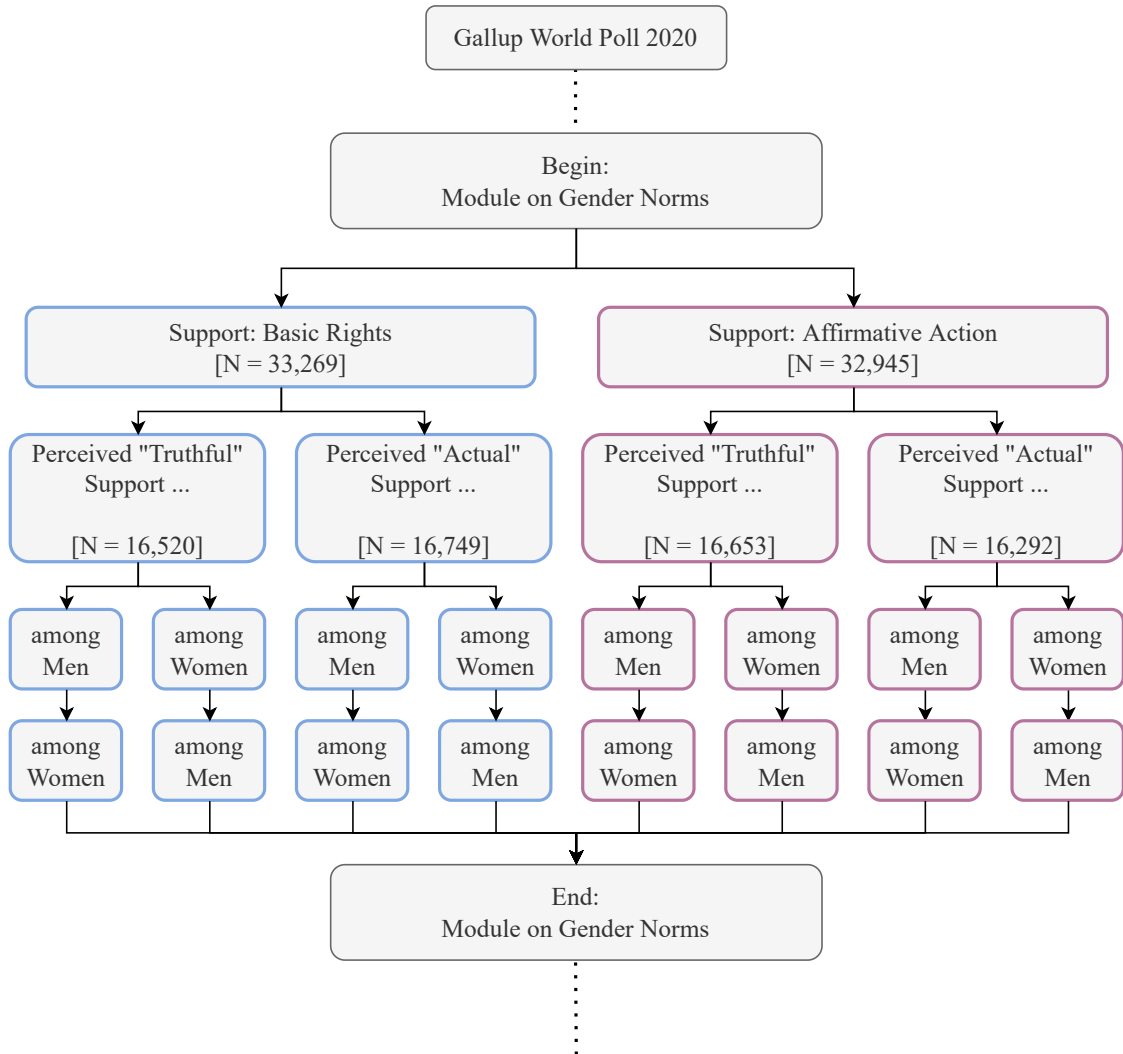 Gallup World Poll 2020
Begin:
Module on Gender Norms
Support: Basic Rights
[N = 33,269]
Support: Affirmative Action
[N = 32,945]
Perceived "Truthful"
Support ...
[N = 16,520]
Perceived "Actual"
Support ...
[N = 16,749]
Perceived "Truthful"
Support ...
[N = 16,653]
Perceived "Actual"
Support ...
[N = 16,292]
among
Men
among
Women
among
Men
among
Women
among
Men
among
Women
among
Men
among
Women
among
Women
among
Men
among
Women
among
Men
among
Women
among
Men
among
Women
among
Men
End:
Module on Gender Norms